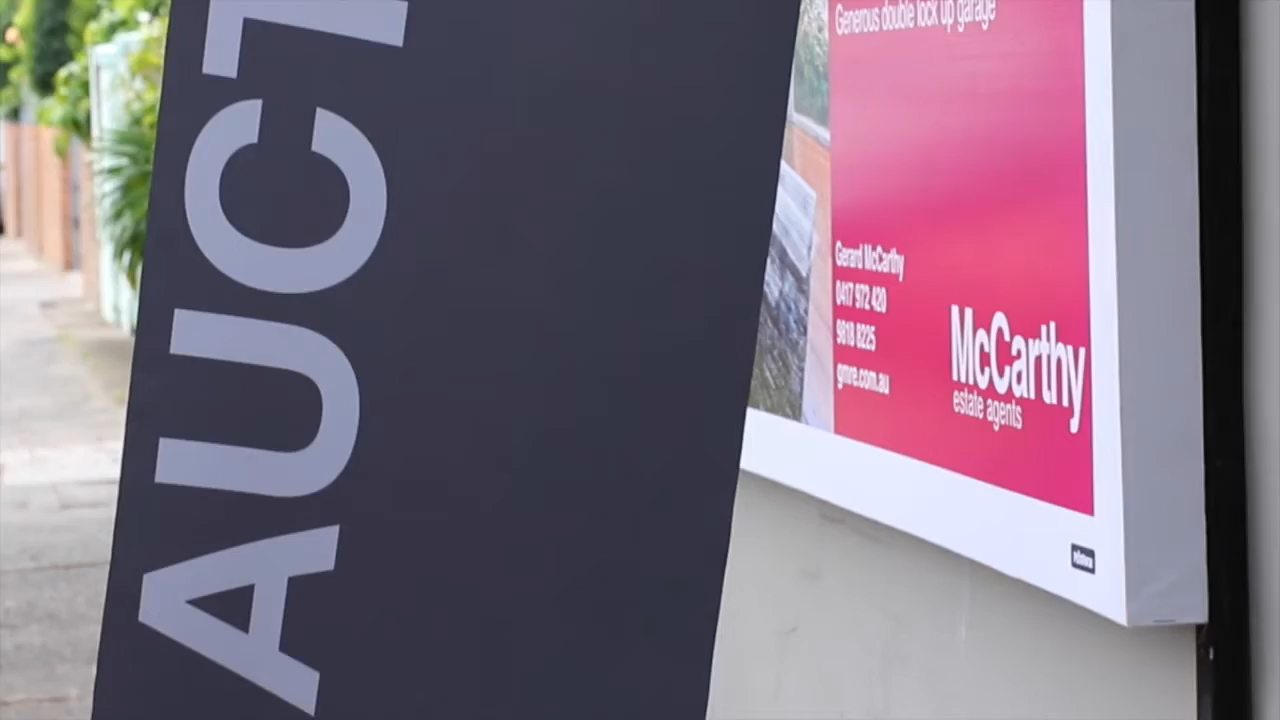 AUCT
Generous double lock up garage
Gerard McCarthy
0417 972 420
9818 8225
gmre.com.au
McCarthy
estate agents